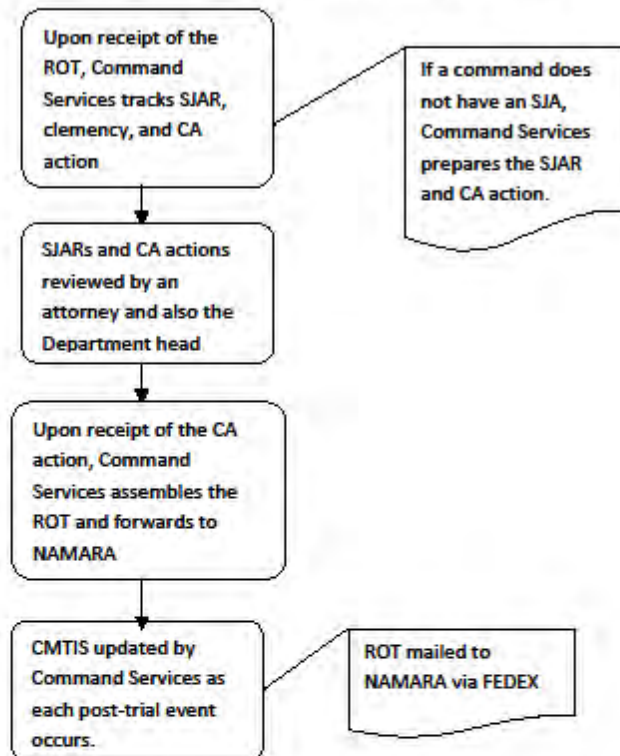 Upon receipt of the
ROT, Command
Services tracks SJAR,
clemency, and CA
action
If a command does
not have an SJA,
Command Services
prepares the SJAR
and CA action.
SJARs and CA actions
reviewed by an
attorney and also the
Department head
Upon receipt of the CA
action, Command
Services assembles the
ROT and forwards to
NAMARA
CMTIS updated by
Command Services as
each post-trial event
occurs.
ROT mailed to
NAMARA via FEDEX